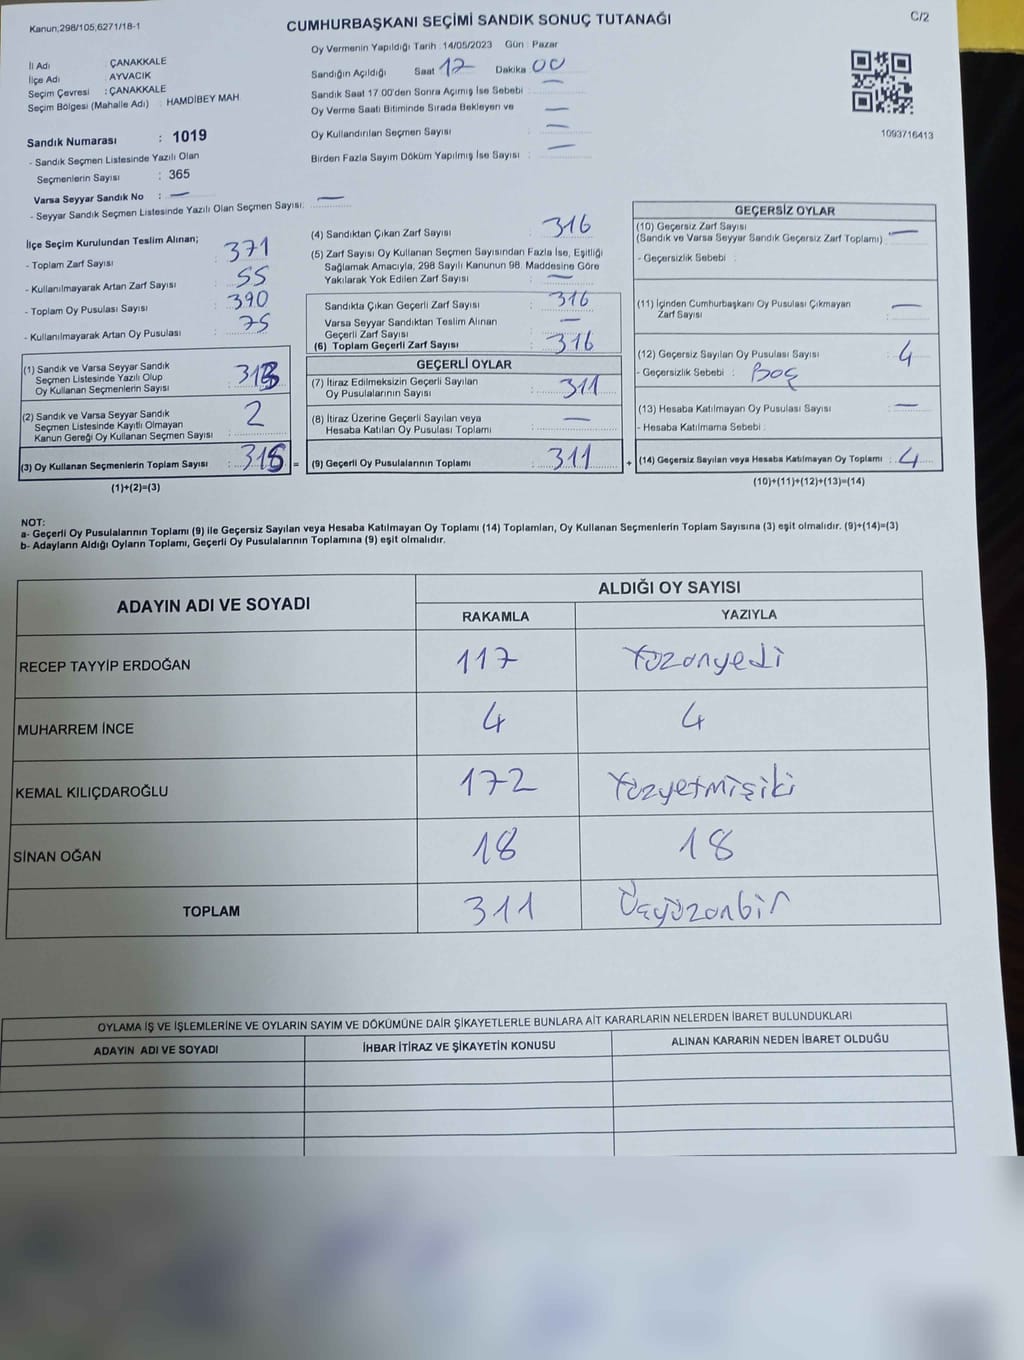 Kanun,298/105,6271/18-1
CUMHURBAŞKANI SEÇİMİ SANDIK SONUÇ TUTANAĞI
C/2
Oy Vermenin Yapıldığı Tarih : 14/05/2023 Gün : Pazar
İl Adı : ÇANAKKALE
İlçe Adı : AYVACIK
Seçim Çevresi : ÇANAKKALE
Seçim Bölgesi (Mahalle Adı) : HAMDİBEY MAH.
Sandığın Açıldığı Saat 17 Dakika : 00
Sandık Saat 17.00'den Sonra Açımış İse Sebebi : —
Oy Verme Saati Bitiminde Sırada Bekleyen ve —
Oy Kullandırılan Seçmen Sayısı : —
Birden Fazla Sayım Döküm Yapılmış İse Sayısı : —
1093716413
Sandık Numarası : 1019
- Sandık Seçmen Listesinde Yazılı Olan
Seçmenlerin Sayısı : 365
Varsa Seyyar Sandık No : —
- Seyyar Sandık Seçmen Listesinde Yazılı Olan Seçmen Sayısı: —
İlçe Seçim Kurulundan Teslim Alınan;
- Toplam Zarf Sayısı : 371
- Kullanılmayarak Artan Zarf Sayısı : 55
- Toplam Oy Pusulası Sayısı : 390
- Kullanılmayarak Artan Oy Pusulası : 75
(1) Sandık ve Varsa Seyyar Sandık
Seçmen Listesinde Yazılı Olup
Oy Kullanan Seçmenlerin Sayısı : 313
(2) Sandık ve Varsa Seyyar Sandık
Seçmen Listesinde Kayıtlı Olmayan
Kanun Gereği Oy Kullanan Seçmen Sayısı : 2
(3) Oy Kullanan Seçmenlerin Toplam Sayısı : 315 =
(1)+(2)=(3)
(4) Sandıktan Çıkan Zarf Sayısı : 316
(5) Zarf Sayısı Oy Kullanan Seçmen Sayısından Fazla İse, Eşitliği
Sağlamak Amacıyla, 298 Sayılı Kanunun 98. Maddesine Göre
Yakılarak Yok Edilen Zarf Sayısı : —
Sandıkta Çıkan Geçerli Zarf Sayısı : 316
Varsa Seyyar Sandıktan Teslim Alınan
Geçerli Zarf Sayısı : —
(6) Toplam Geçerli Zarf Sayısı : 316
GEÇERLİ OYLAR
(7) İtiraz Edilmeksizin Geçerli Sayılan
Oy Pusulalarının Sayısı : 311
(8) İtiraz Üzerine Geçerli Sayılan veya
Hesaba Katılan Oy Pusulası Toplamı : —
(9) Geçerli Oy Pusulalarının Toplamı : 311 +
GEÇERSİZ OYLAR
(10) Geçersiz Zarf Sayısı
(Sandık ve Varsa Seyyar Sandık Geçersiz Zarf Toplamı) : —
- Geçersizlik Sebebi :
(11) İçinden Cumhurbaşkanı Oy Pusulası Çıkmayan
Zarf Sayısı : —
(12) Geçersiz Sayılan Oy Pusulası Sayısı : 4
- Geçersizlik Sebebi : Boş
(13) Hesaba Katılmayan Oy Pusulası Sayısı : —
- Hesaba Katılmama Sebebi :
(14) Geçersiz Sayılan veya Hesaba Katılmayan Oy Toplamı : 4
(10)+(11)+(12)+(13)=(14)
NOT:
a- Geçerli Oy Pusulalarının Toplamı (9) ile Geçersiz Sayılan veya Hesaba Katılmayan Oy Toplamı (14) Toplamları, Oy Kullanan Seçmenlerin Toplam Sayısına (3) eşit olmalıdır. (9)+(14)=(3)
b- Adayların Aldığı Oyların Toplamı, Geçerli Oy Pusulalarının Toplamına (9) eşit olmalıdır.
ADAYIN ADI VE SOYADI
ALDIĞI OY SAYISI
RAKAMLA YAZIYLA
RECEP TAYYİP ERDOĞAN 117 Yüzonyedi
MUHARREM İNCE 4 4
KEMAL KILIÇDAROĞLU 172 Yüzyetmişiki
SİNAN OĞAN 18 18
TOPLAM 311 Üçyüzonbir
OYLAMA İŞ VE İŞLEMLERİNE VE OYLARIN SAYIM VE DÖKÜMÜNE DAİR ŞİKAYETLERLE BUNLARA AİT KARARLARIN NELERDEN İBARET BULUNDUKLARI
ADAYIN ADI VE SOYADI İHBAR İTİRAZ VE ŞİKAYETİN KONUSU ALINAN KARARIN NEDEN İBARET OLDUĞU